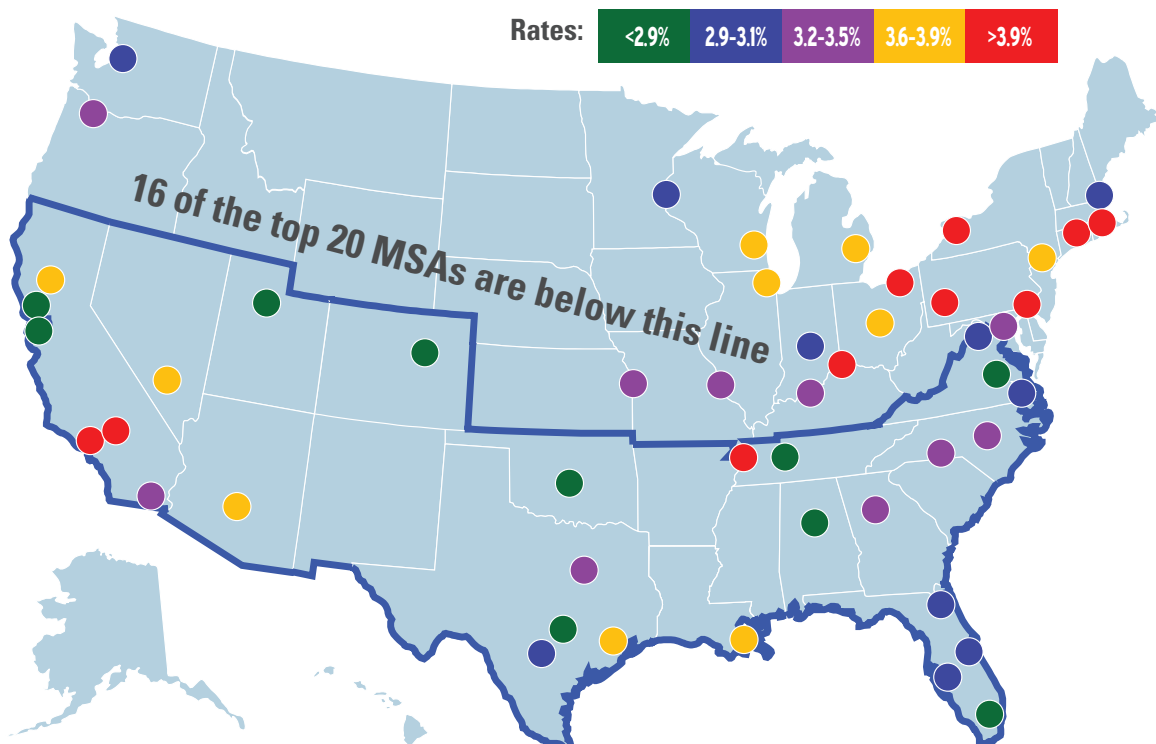 Rates: <2.9% 2.9-3.1% 3.2-3.5% 3.6-3.9% >3.9%
16 of the top 20 MSAs are below this line